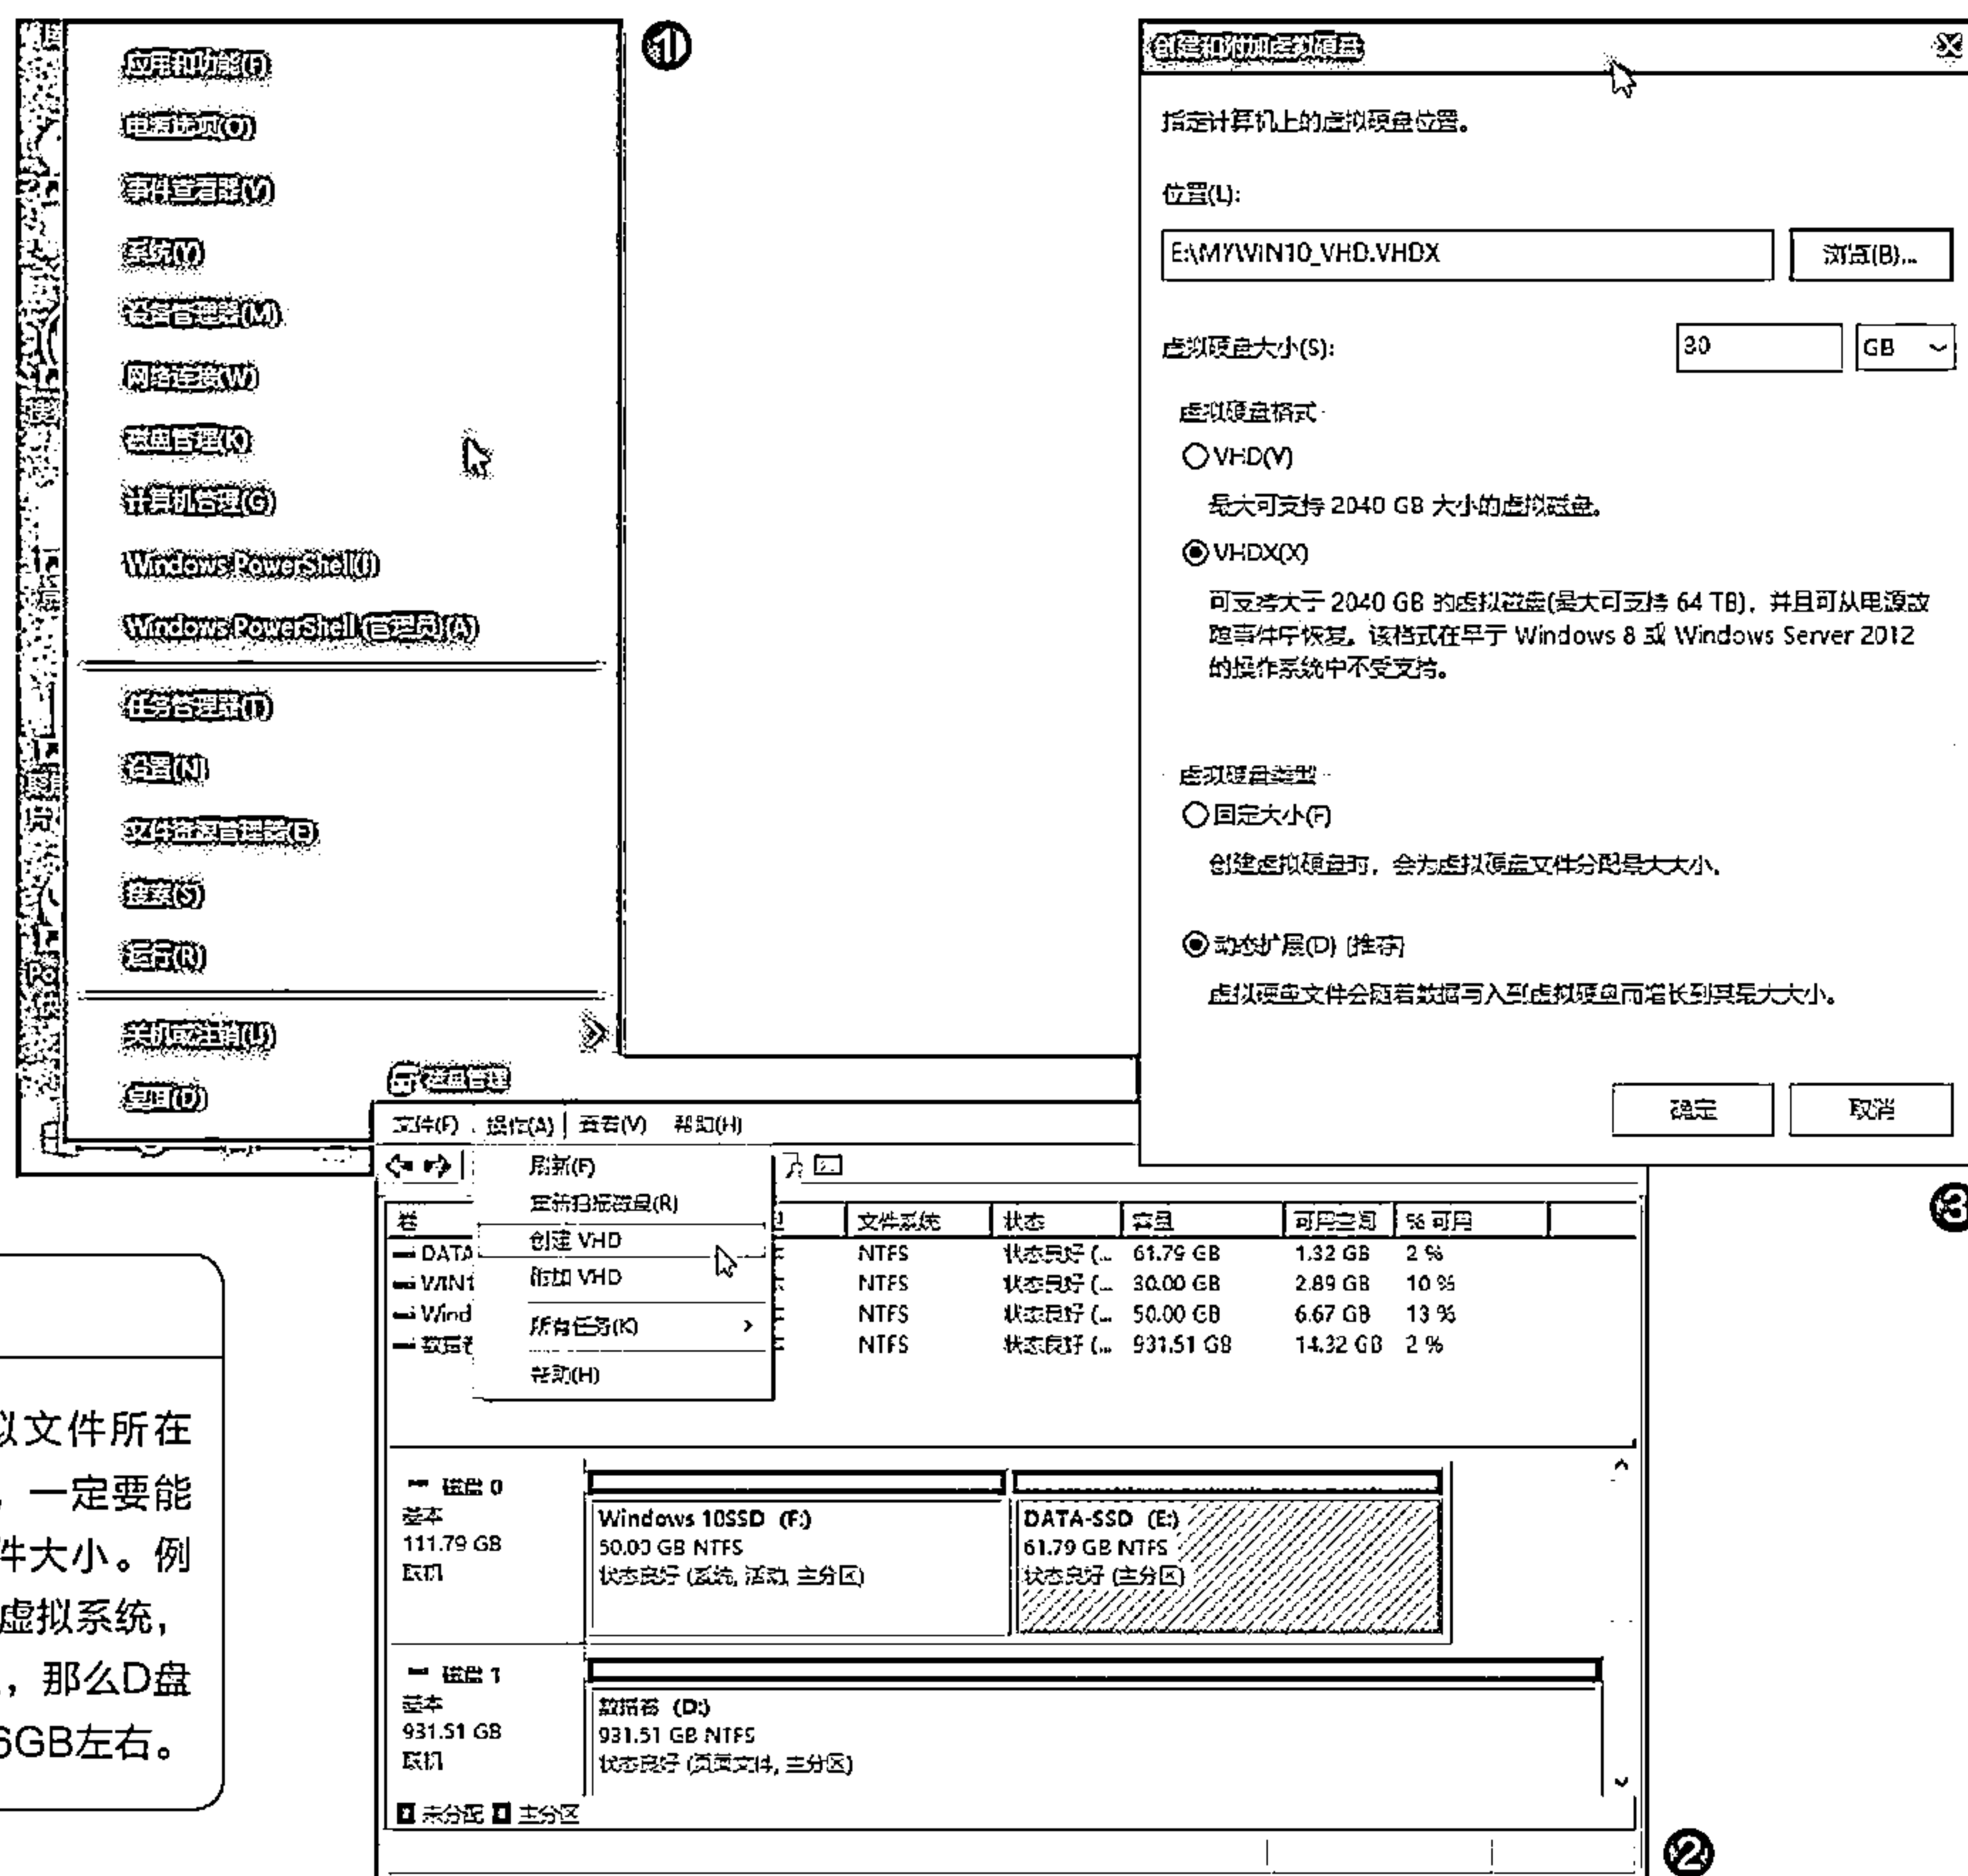 ①
应用和功能(F)
电源选项(O)
事件查看器(V)
系统(Y)
设备管理器(M)
网络连接(W)
磁盘管理(K)
计算机管理(G)
Windows PowerShell(I)
Windows PowerShell (管理员)(A)
任务管理器(T)
设置(N)
文件资源管理器(E)
搜索(S)
运行(R)
关机或注销(U)
桌面(D)
创建和附加虚拟硬盘
指定计算机上的虚拟硬盘位置。
位置(L):
E:\MYWIN10_VHD.VHDX
浏览(B)...
虚拟硬盘大小(S):
30
GB
虚拟硬盘格式
VHD(V)
最大可支持 2040 GB 大小的虚拟磁盘。
VHDX(X)
可支持大于 2040 GB 的虚拟磁盘(最大可支持 64 TB)，并且可从电源故
障事件中恢复。该格式在早于 Windows 8 或 Windows Server 2012
的操作系统中不受支持。
虚拟硬盘类型
固定大小(F)
创建虚拟硬盘时，会为虚拟硬盘文件分配最大大小。
动态扩展(D) (推荐)
虚拟硬盘文件会随着数据写入到虚拟硬盘而增长到其最大大小。
确定
取消
③
磁盘管理
文件(F) 操作(A) 查看(V) 帮助(H)
刷新(F)
重新扫描磁盘(R)
创建 VHD
附加 VHD
所有任务(K)
帮助(H)
卷 文件系统 状态 容量 可用空间 % 可用
DATA NTFS 状态良好 (... 61.79 GB 1.32 GB 2 %
WIN1 NTFS 状态良好 (... 30.00 GB 2.89 GB 10 %
Wind NTFS 状态良好 (... 50.00 GB 6.67 GB 13 %
数据卷 NTFS 状态良好 (... 931.51 GB 14.32 GB 2 %
磁盘 0
基本
111.79 GB
联机
Windows 10SSD (F:)
50.00 GB NTFS
状态良好 (系统, 活动, 主分区)
DATA-SSD (E:)
61.79 GB NTFS
状态良好 (主分区)
磁盘 1
基本
931.51 GB
联机
数据卷 (D:)
931.51 GB NTFS
状态良好 (页面文件, 主分区)
未分配 主分区
②
文件所在
，一定要能
件大小。例
虚拟系统，
，那么D盘
6GB左右。